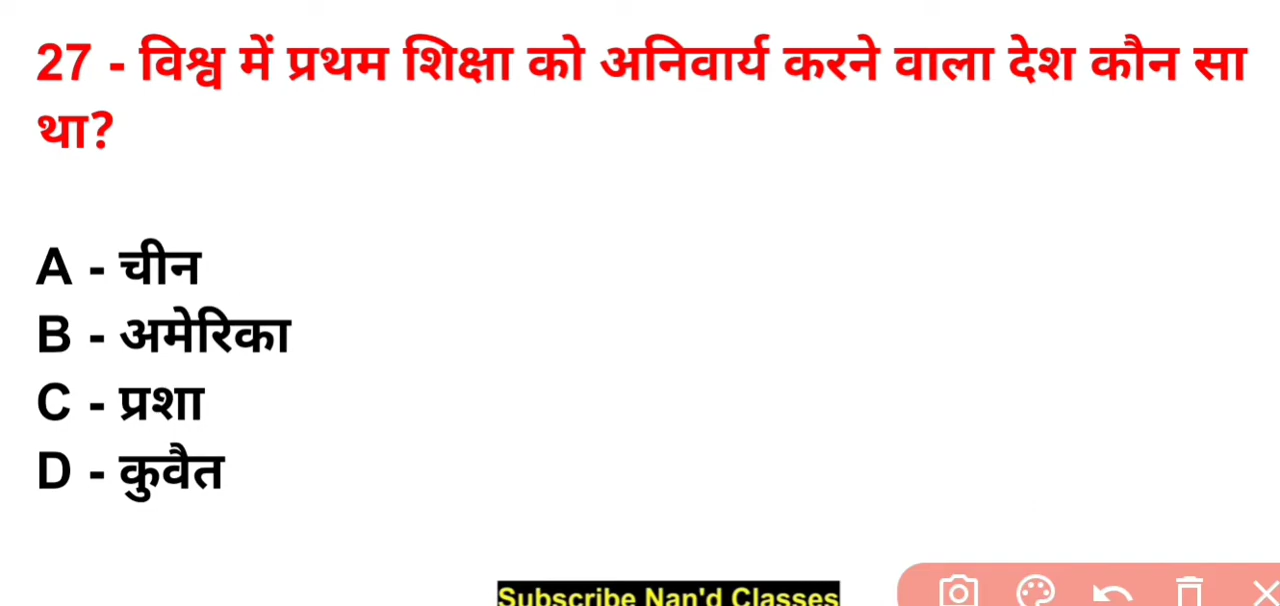 27 - विश्व में प्रथम शिक्षा को अनिवार्य करने वाला देश कौन सा
था?
A - चीन
B - अमेरिका
C - प्रशा
D - कुवैत
Subscribe Nan'd Classes